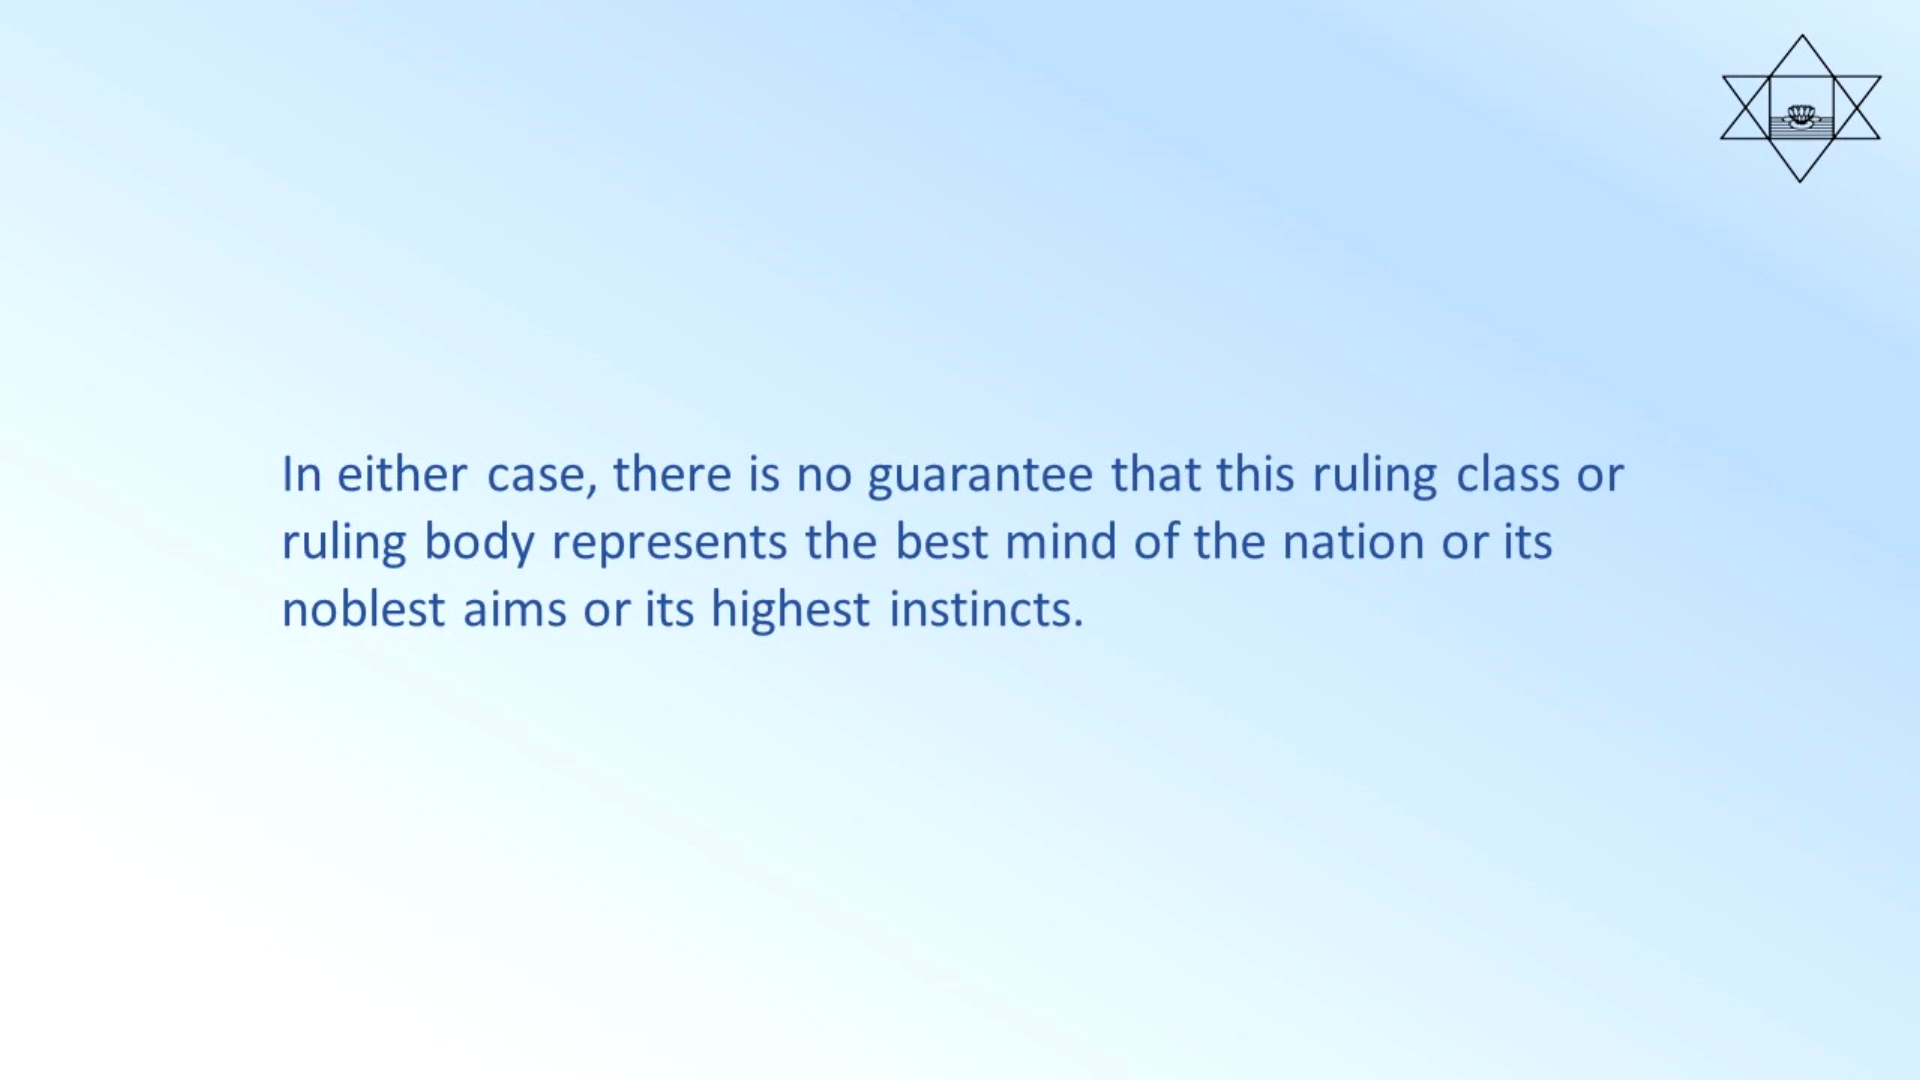 In either case, there is no guarantee that this ruling class or
ruling body represents the best mind of the nation or its
noblest aims or its highest instincts.